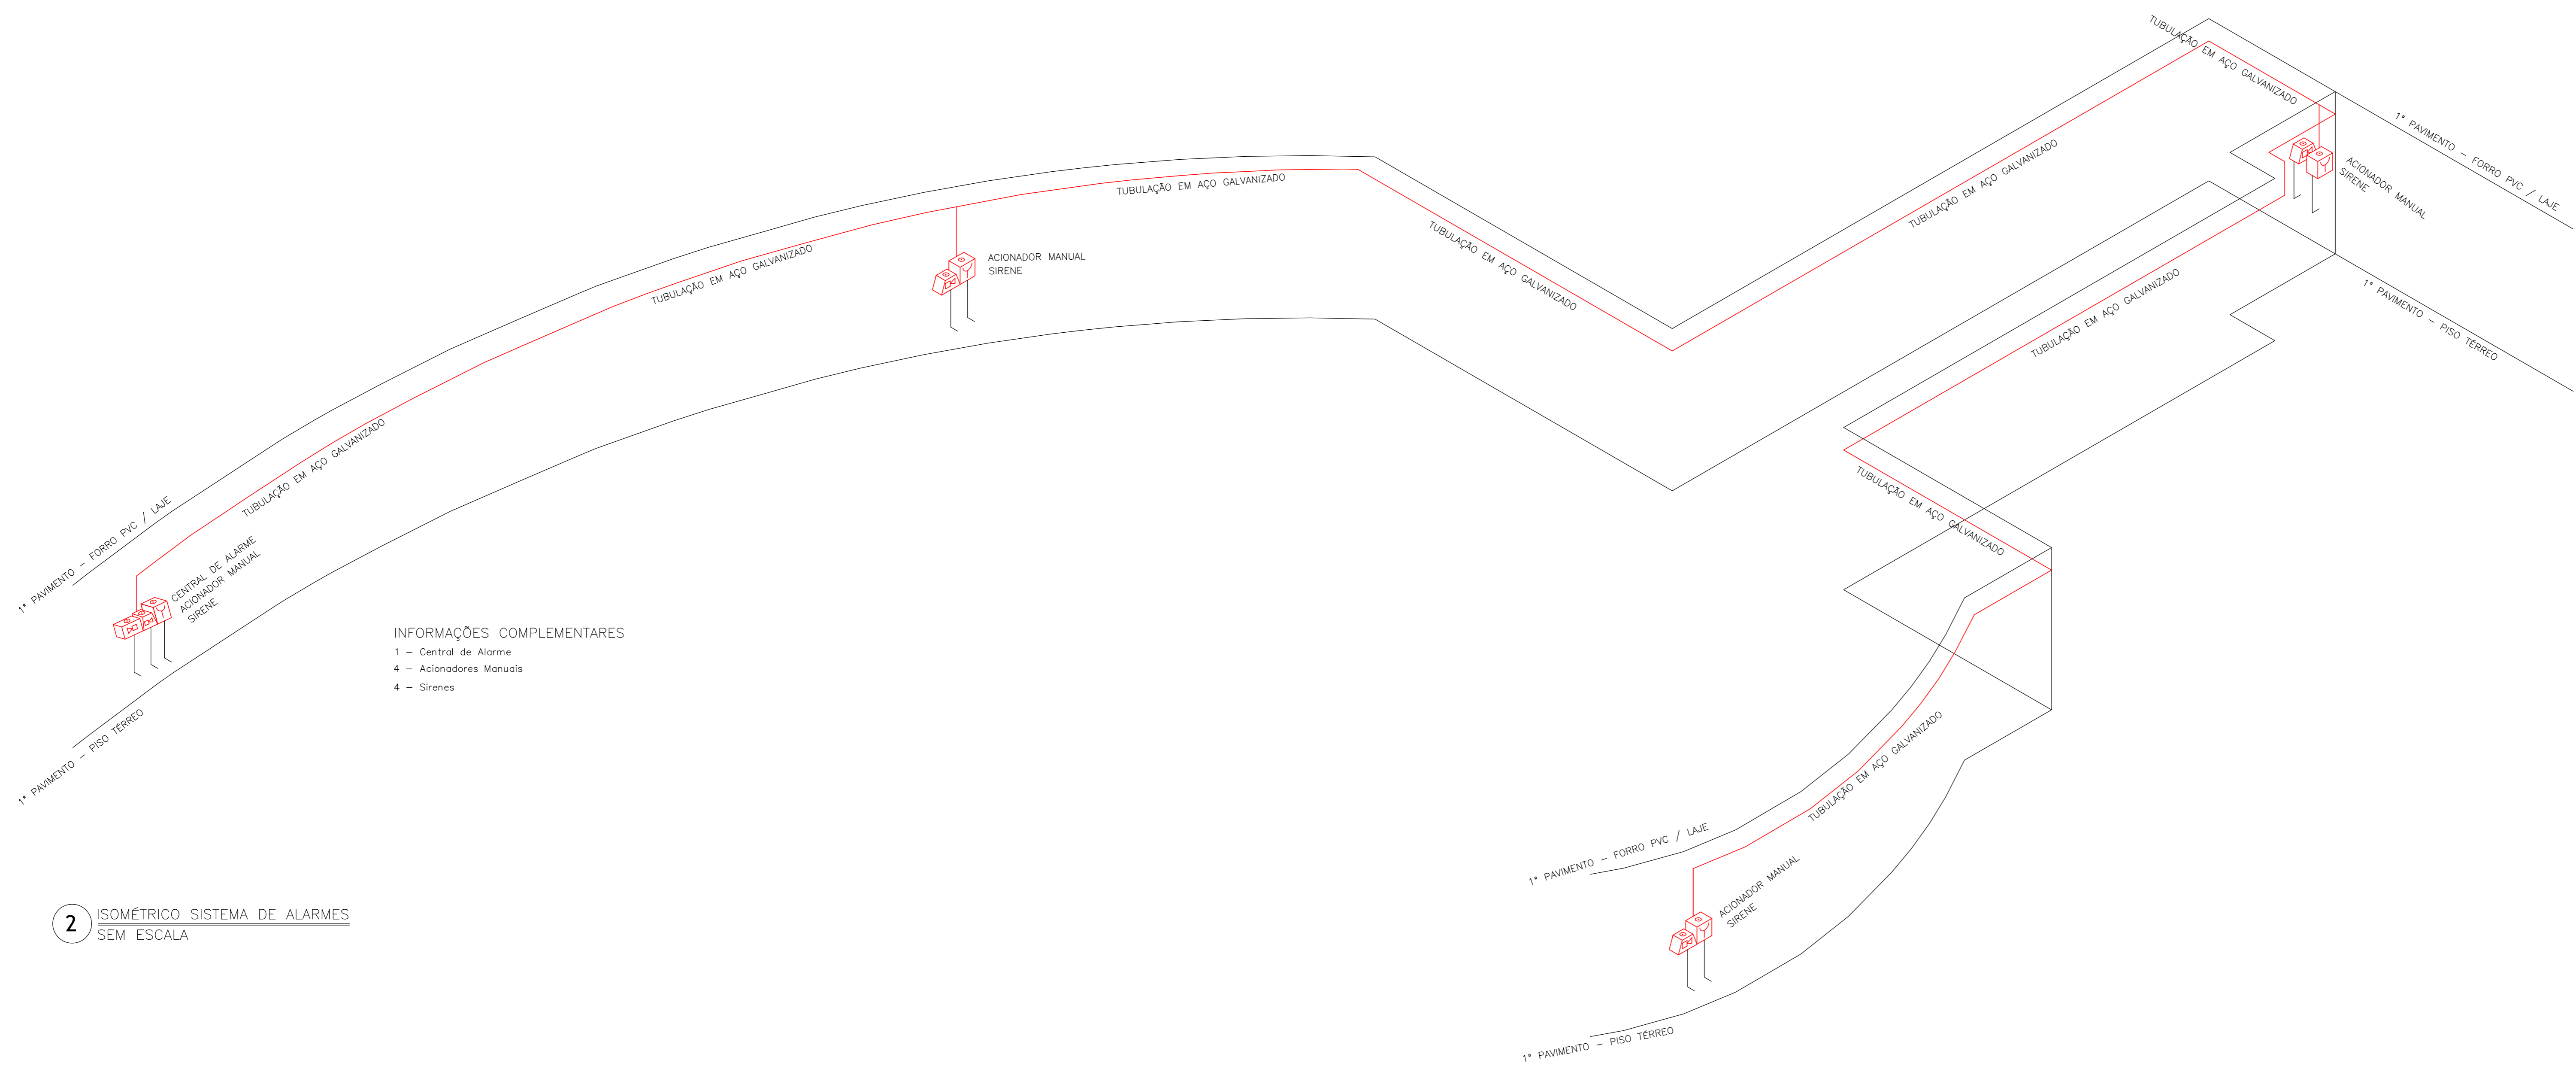 TUBULAÇÃO EM AÇO GALVANIZADO
1° PAVIMENTO - FORRO PVC / LAJE
ACIONADOR MANUAL
SIRENE
TUBULAÇÃO EM AÇO GALVANIZADO
TUBULAÇÃO EM AÇO GALVANIZADO
TUBULAÇÃO EM AÇO GALVANIZADO
TUBULAÇÃO EM AÇO GALVANIZADO
ACIONADOR MANUAL
SIRENE
TUBULAÇÃO EM AÇO GALVANIZADO
1° PAVIMENTO - PISO TÉRREO
TUBULAÇÃO EM AÇO GALVANIZADO
TUBULAÇÃO EM AÇO GALVANIZADO
TUBULAÇÃO EM AÇO GALVANIZADO
1° PAVIMENTO - FORRO PVC / LAJE
CENTRAL DE ALARME
ACIONADOR MANUAL
SIRENE
INFORMAÇÕES COMPLEMENTARES
1 - Central de Alarme
4 - Acionadores Manuais
4 - Sirenes
1° PAVIMENTO - PISO TÉRREO
TUBULAÇÃO EM AÇO GALVANIZADO
1° PAVIMENTO - FORRO PVC / LAJE
ACIONADOR MANUAL
SIRENE
2
ISOMÉTRICO SISTEMA DE ALARMES
SEM ESCALA
1° PAVIMENTO - PISO TÉRREO